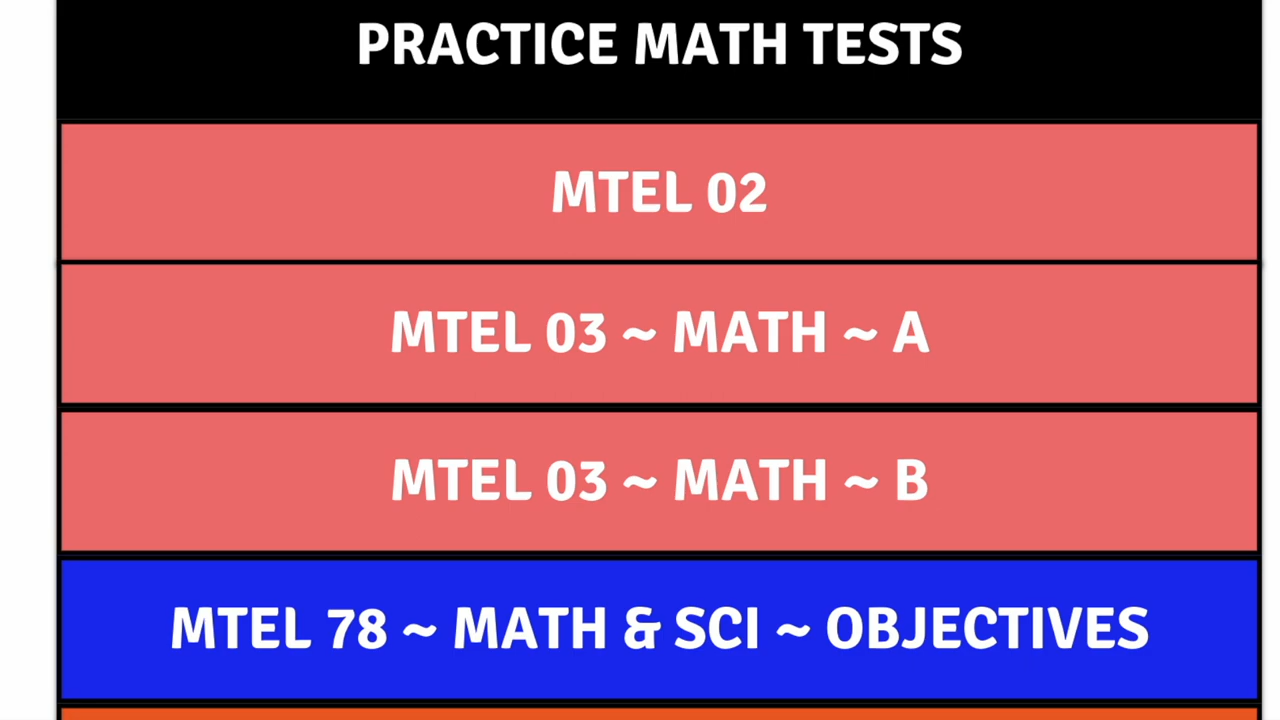 PRACTICE MATH TESTS
MTEL 02
MTEL 03 ~ MATH ~ A
MTEL 03 ~ MATH ~ B
MTEL 78 ~ MATH & SCI ~ OBJECTIVES